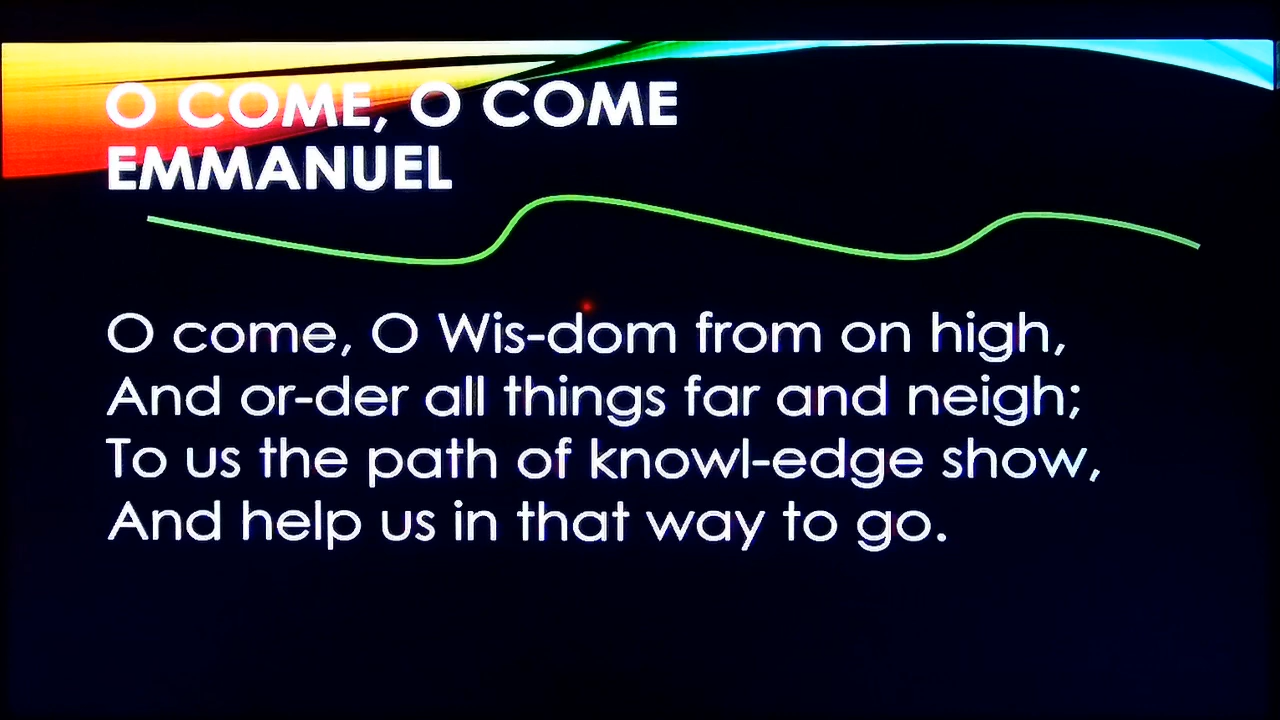 O COME, O COME
EMMANUEL
O come, O Wis-dom from on high,
And or-der all things far and neigh;
To us the path of knowl-edge show,
And help us in that way to go.